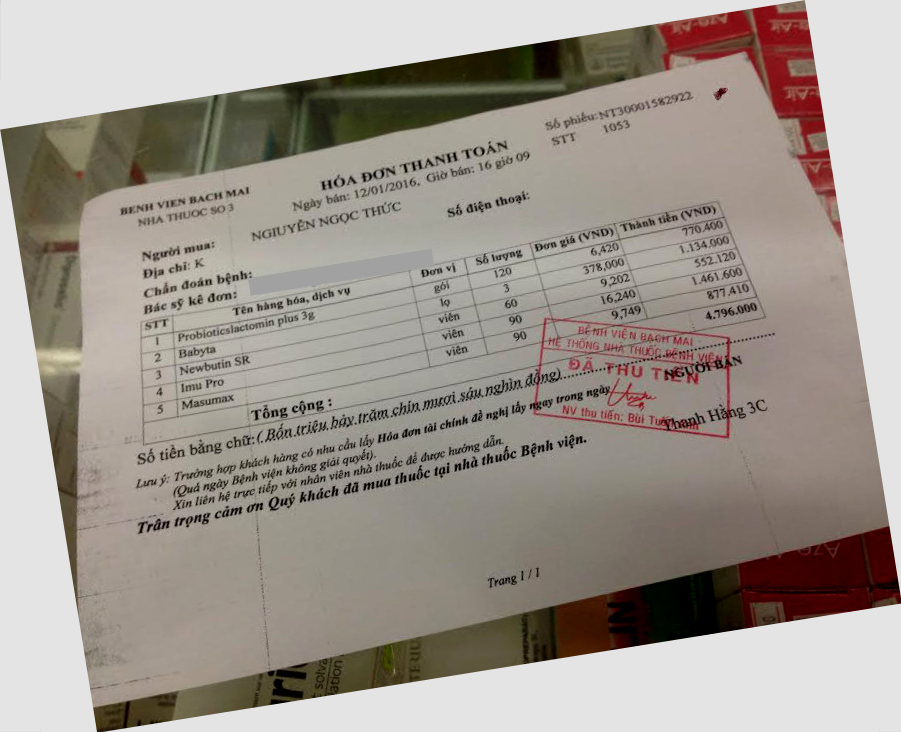 BENH VIEN BACH MAI
NHA THUOC SO 3
HÓA ĐƠN THANH TOÁN
Ngày bán: 12/01/2016, Giờ bán: 16 giờ 09
Số phiếu:NT30001582922
STT 1053
Người mua: NGIUYÊN NGỌC THỨC Số điện thoại:
Địa chỉ: K
Chẩn đoán bệnh:
Bác sỹ kê đơn:
STT Tên hàng hóa, dịch vụ Đơn vị Số lượng Đơn giá (VND) Thành tiền (VND)
1 Probioticslactomin plus 3g gói 120 6,420 770.400
2 Babyta lọ 3 378,000 1.134.000
3 Newbutin SR viên 60 9,202 552.120
4 Imu Pro viên 90 16,240 1.461.600
5 Masumax viên 90 9,749 877.410
Tổng cộng : 4.796.000
Số tiền bằng chữ: ( Bốn triệu bảy trăm chín mươi sáu nghìn đồng)
Lưu ý: Trường hợp khách hàng có nhu cầu lấy Hóa đơn tài chính đề nghị lấy ngay trong ngày
(Quá ngày Bệnh viện không giải quyết).
Xin liên hệ trực tiếp với nhân viên nhà thuốc để được hướng dẫn.
Trân trọng cảm ơn Quý khách đã mua thuốc tại nhà thuốc Bệnh viện.
BỆNH VIỆN BẠCH MAI
HỆ THỐNG NHÀ THUỐC BỆNH VIỆN
ĐÃ THU TIỀN
NV thu tiền: Bùi
NGƯỜI BÁN
Thanh Hằng 3C
Trang 1 / 1